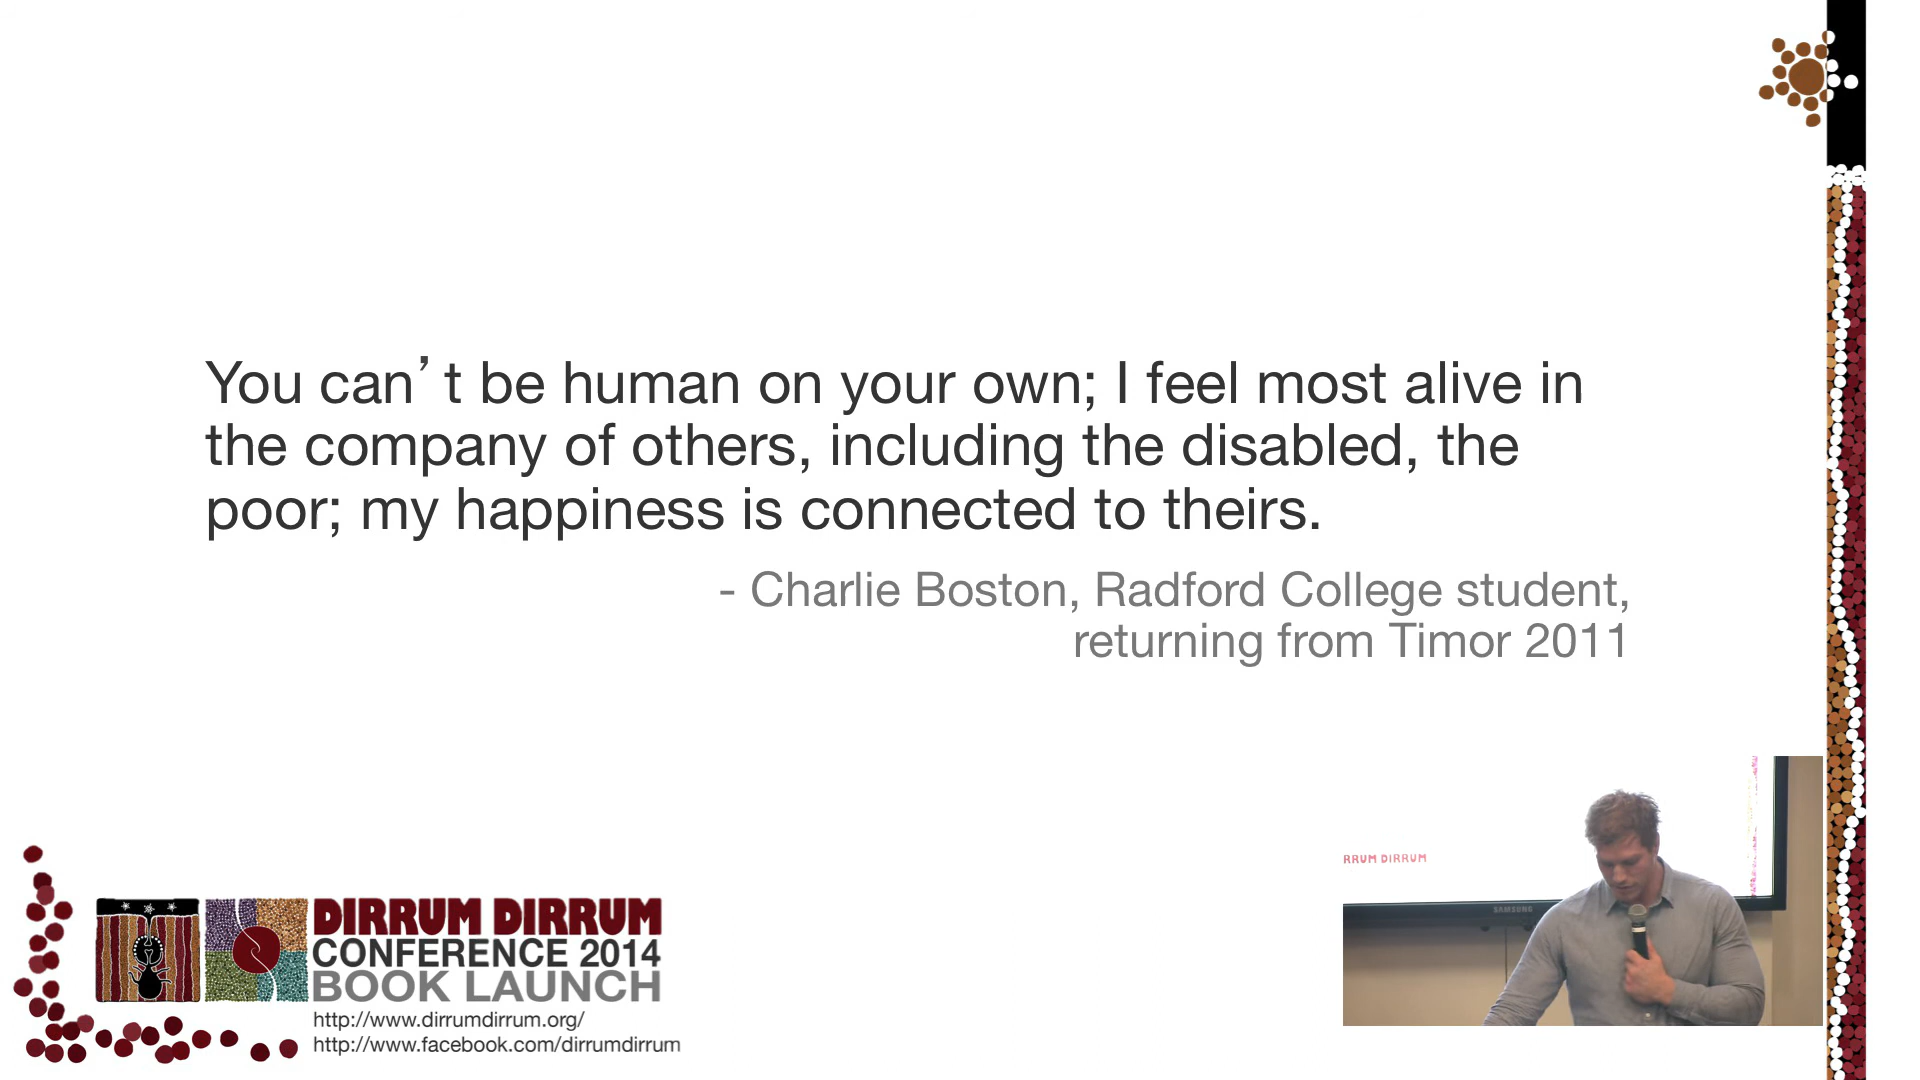 You can’t be human on your own; I feel most alive in
the company of others, including the disabled, the
poor; my happiness is connected to theirs.
- Charlie Boston, Radford College student,
returning from Timor 2011
RRUM DIRRUM
SAMSUNG
DIRRUM DIRRUM
CONFERENCE 2014
BOOK LAUNCH
http://www.dirrumdirrum.org/
http://www.facebook.com/dirrumdirrum